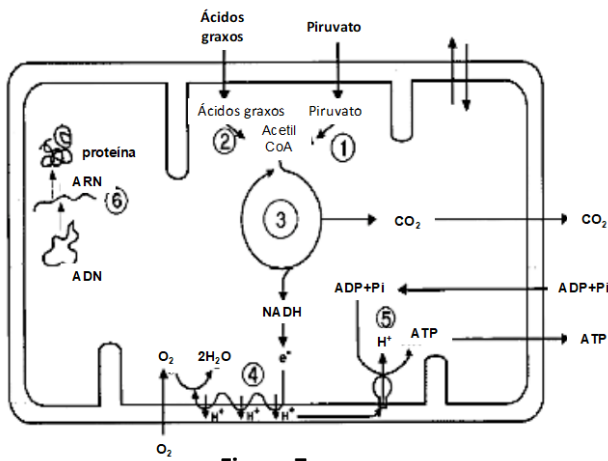 Ácidos
graxos
Piruvato
Ácidos graxos
Piruvato
Acetil
CoA
2
1
proteína
ARN
6
ADN
3
CO₂
CO₂
NADH
ADP+Pi
ADP+Pi
5
H⁺
ATP
ATP
O₂
2H₂O
4
e⁻
H⁺
H⁺
H⁺
O₂